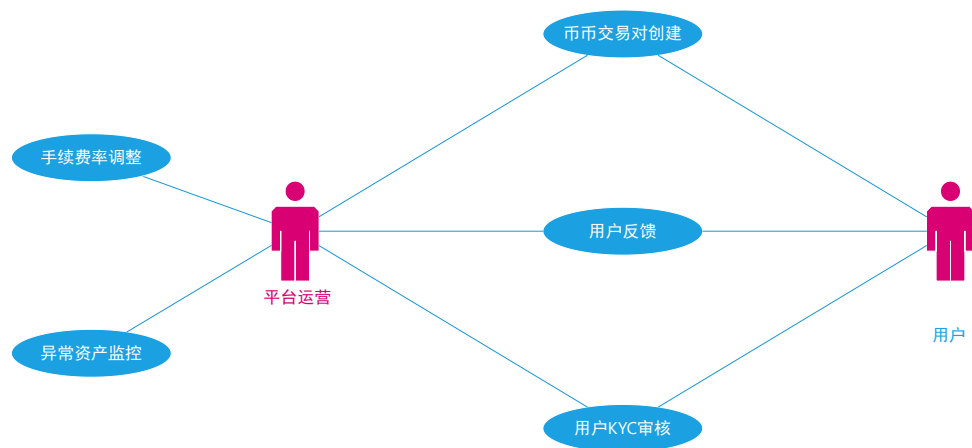 币币交易对创建
手续费率调整
用户反馈
平台运营
用户
异常资产监控
用户KYC审核